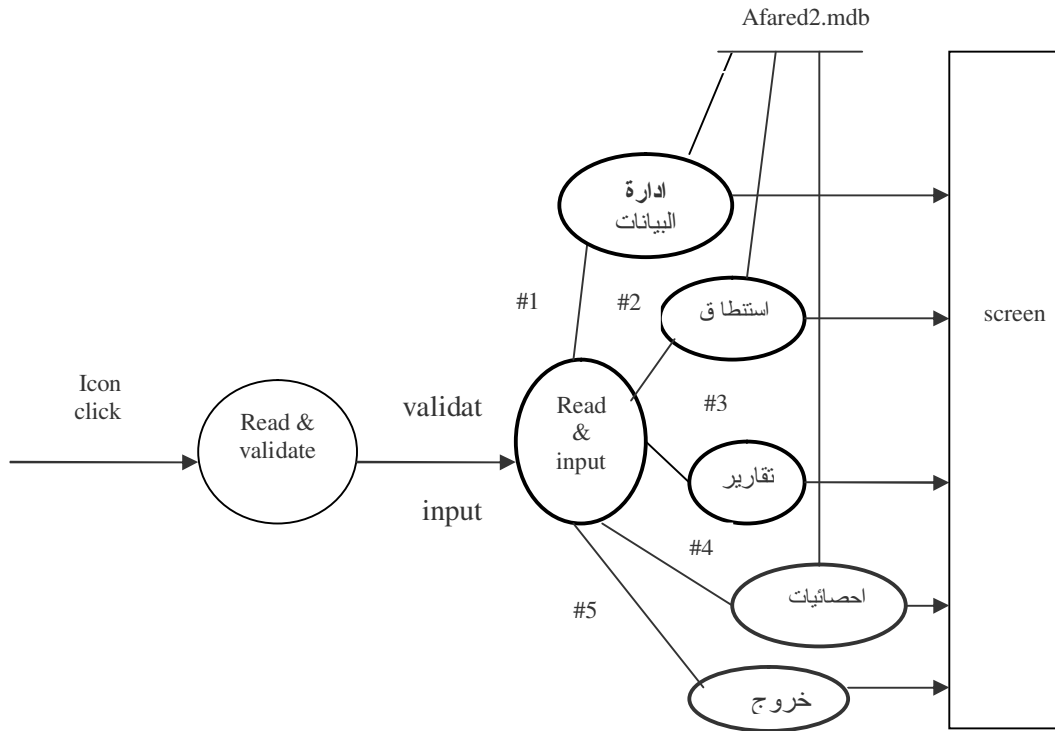 Afared2.mdb
ادارة
البيانات
#1
#2
استنطا ق
screen
Icon
click
Read &
validate
validat
input
Read
&
input
#3
تقارير
#4
احصائيات
#5
خروج